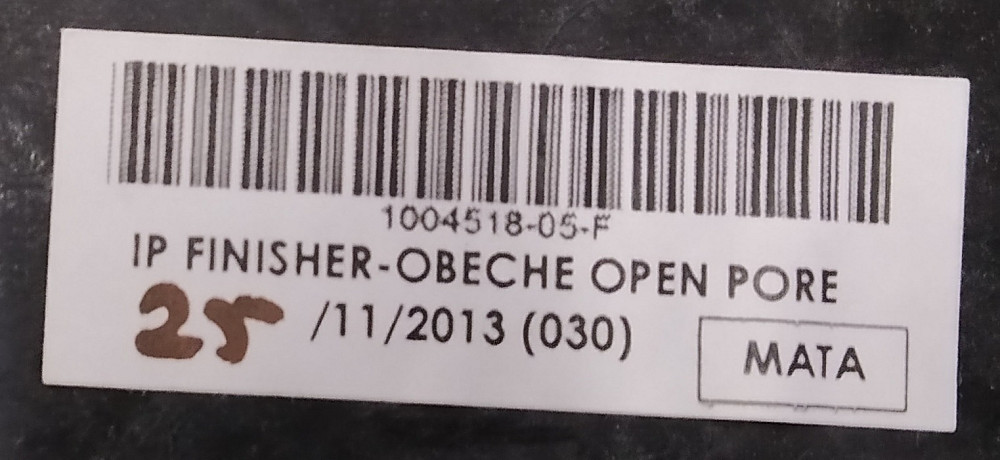 1004518-05-F
IP FINISHER-OBECHE OPEN PORE
25 /11/2013 (030)
MATA